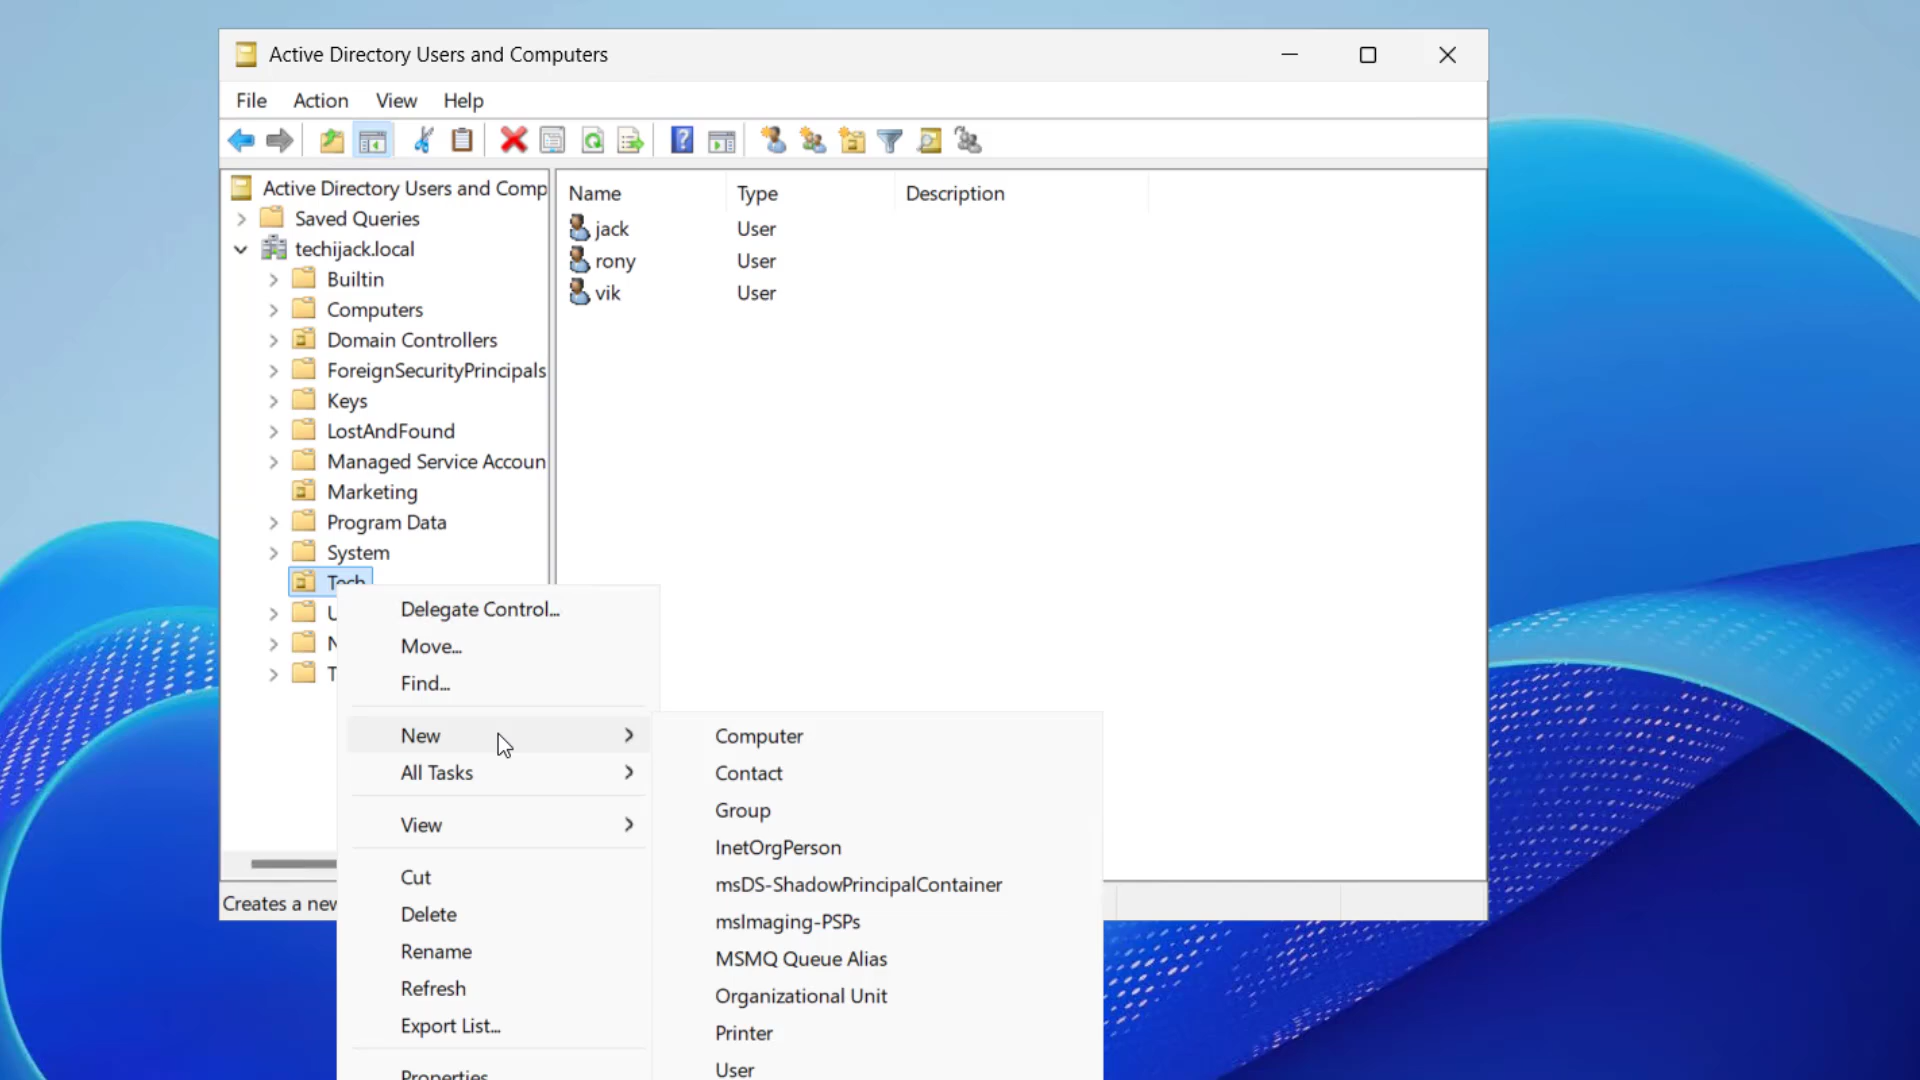 Active Directory Users and Computers
File Action View Help
Active Directory Users and Comp
Saved Queries
techijack.local
Builtin
Computers
Domain Controllers
ForeignSecurityPrincipals
Keys
LostAndFound
Managed Service Accoun
Marketing
Program Data
System
Tech
U
N
T
Name Type Description
jack User
rony User
vik User
Delegate Control...
Move...
Find...
New
All Tasks
View
Cut
Delete
Rename
Refresh
Export List...
Properties
Computer
Contact
Group
InetOrgPerson
msDS-ShadowPrincipalContainer
msImaging-PSPs
MSMQ Queue Alias
Organizational Unit
Printer
User
Creates a new